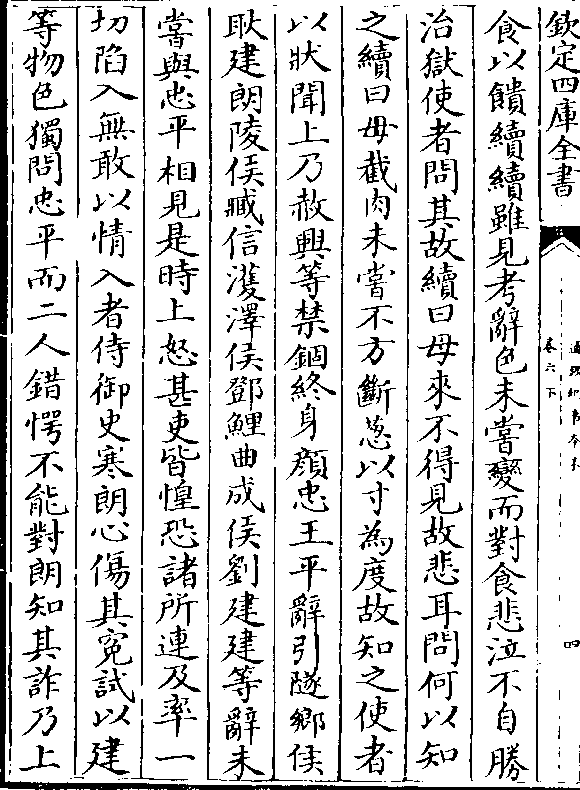 欽定四庫全書
通鑑紀事本末
卷六下
四
食以饋續續雖見考辭色未嘗變而對食悲泣不自勝
治獄使者問其故續曰母來不得見故悲耳問何以知
之續曰母截肉未嘗不方斷葱以寸為度故知之使者
以狀聞上乃赦興等禁錮終身顔忠王平辭引隧鄉侯
耿建朗陵侯臧信濩澤侯鄧鯉曲成侯劉建建等辭未
嘗與忠平相見是時上怒甚吏皆惶恐諸所連及率一
切陷入無敢以情入者侍御史寒朗心傷其寃試以建
等物色獨問忠平而二人錯愕不能對朗知其詐乃上